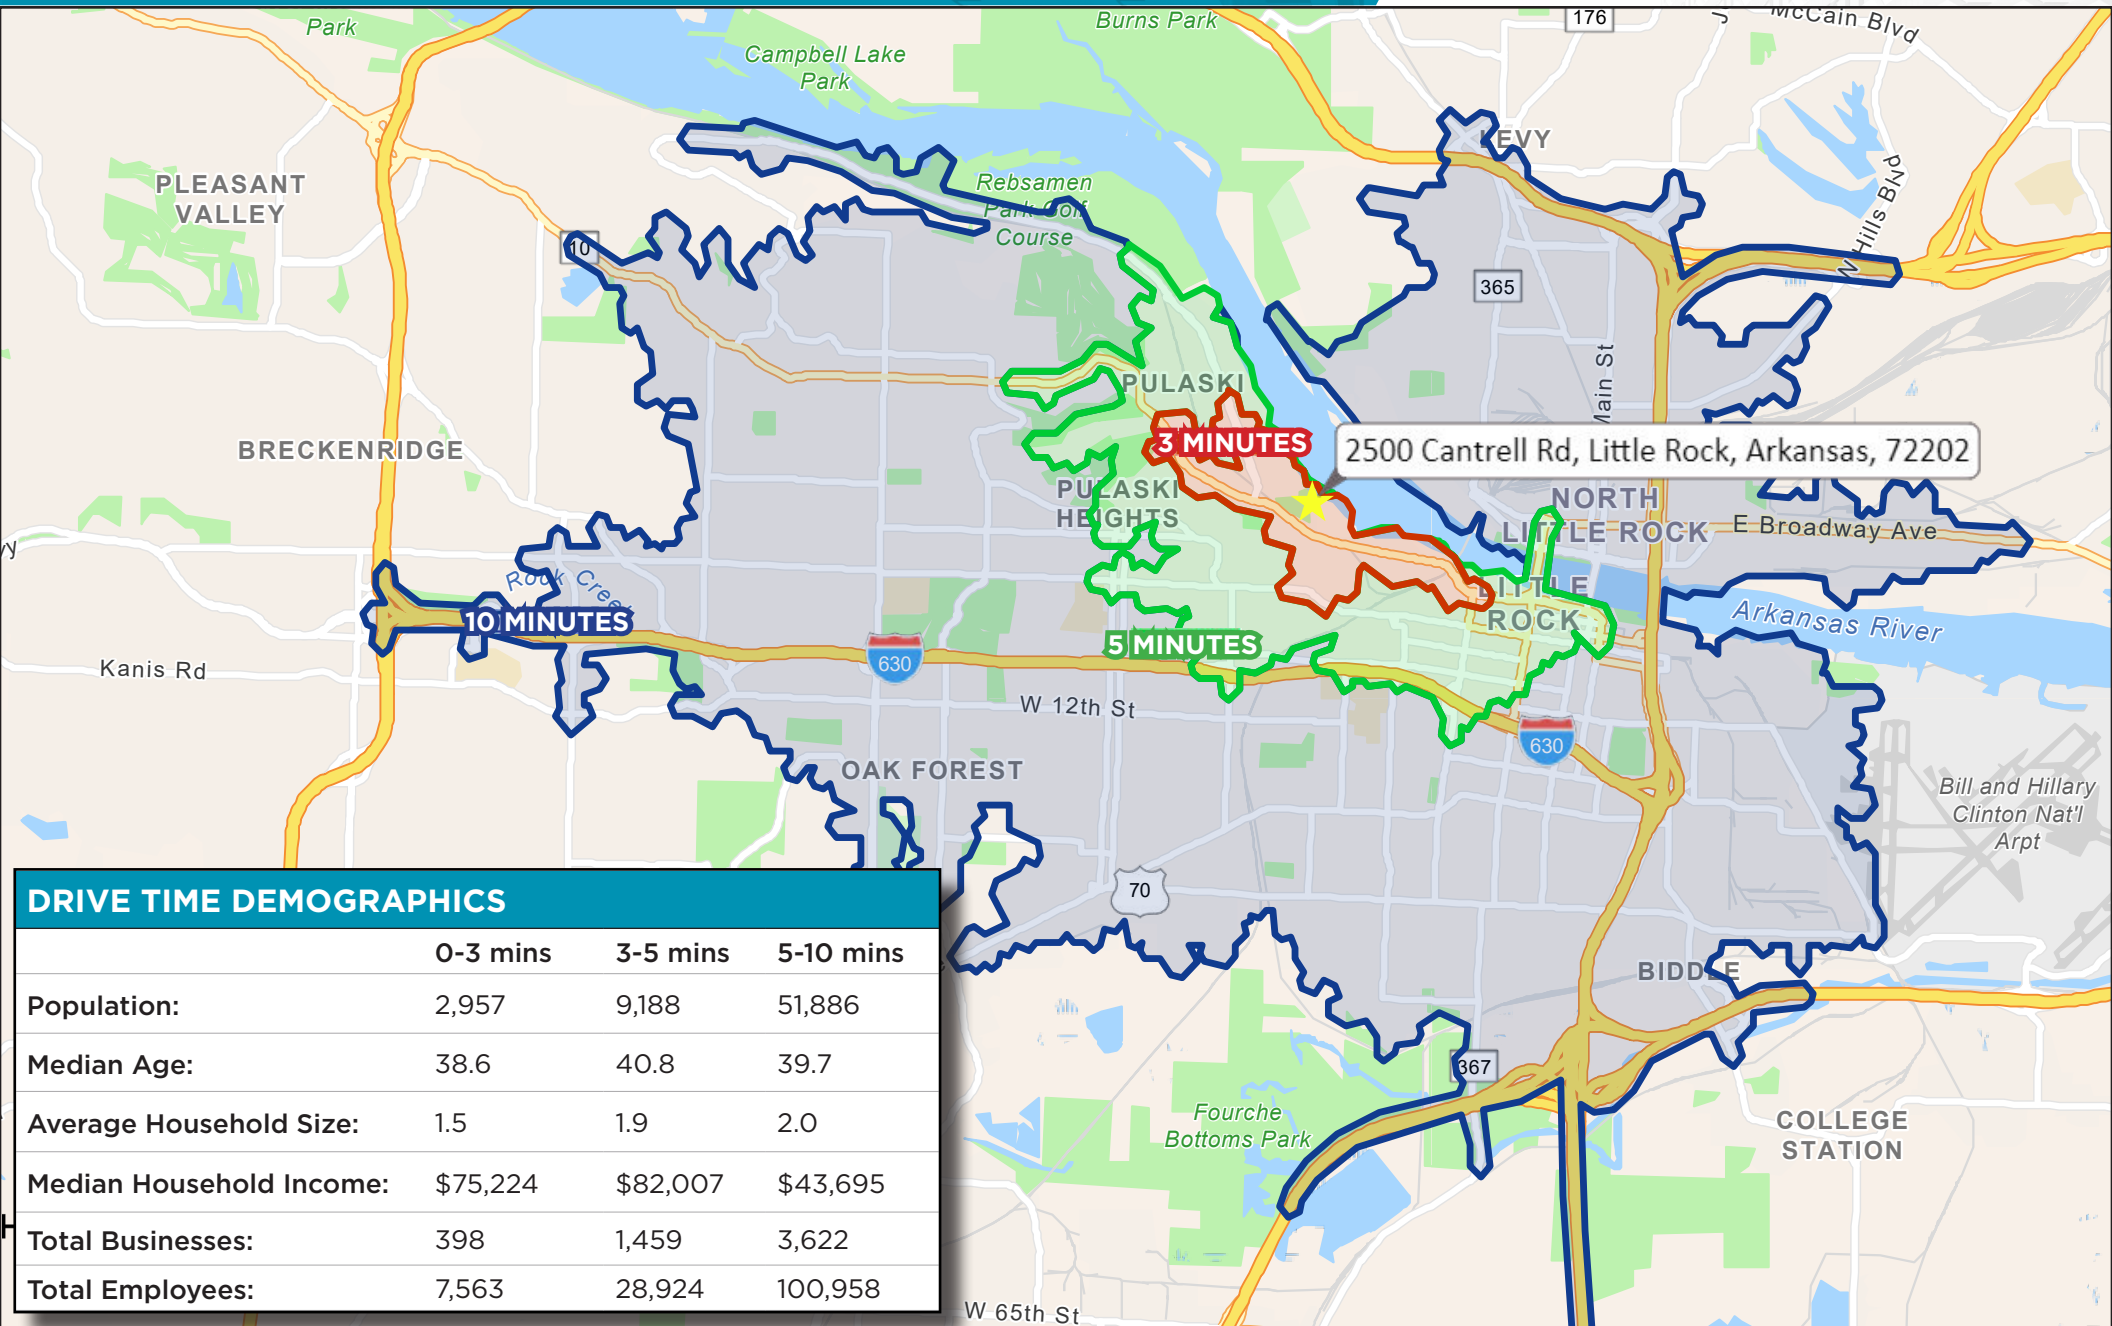 Park
Campbell Lake
Park
Burns Park
176
McCain Blvd
LEVY
PLEASANT
VALLEY
Rebsamen
Park Golf
Course
N Hills Blvd
10
365
Main St
PULASKI
BRECKENRIDGE
3 MINUTES
2500 Cantrell Rd, Little Rock, Arkansas, 72202
PULASKI
HEIGHTS
NORTH
LITTLE ROCK
E Broadway Ave
Rock Creek
10 MINUTES
LITTLE
ROCK
Arkansas River
5 MINUTES
630
Kanis Rd
W 12th St
630
OAK FOREST
Bill and Hillary
Clinton Nat'l
Arpt
70
BIDDLE
367
Fourche
Bottoms Park
COLLEGE
STATION
W 65th St
DRIVE TIME DEMOGRAPHICS
0-3 mins 3-5 mins 5-10 mins
Population: 2,957 9,188 51,886
Median Age: 38.6 40.8 39.7
Average Household Size: 1.5 1.9 2.0
Median Household Income: $75,224 $82,007 $43,695
Total Businesses: 398 1,459 3,622
Total Employees: 7,563 28,924 100,958